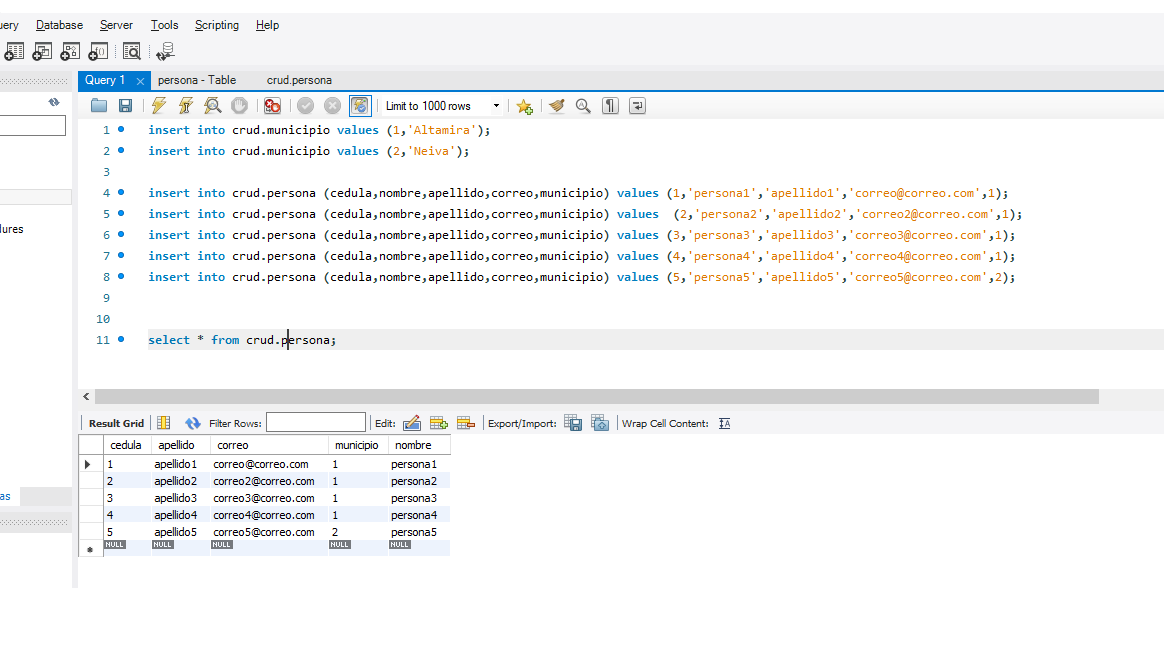 uery Database Server Tools Scripting Help
Query 1 × persona - Table crud.persona
Limit to 1000 rows
1 insert into crud.municipio values (1,'Altamira');
2 insert into crud.municipio values (2,'Neiva');
3
4 insert into crud.persona (cedula,nombre,apellido,correo,municipio) values (1,'persona1','apellido1','correo@correo.com',1);
5 insert into crud.persona (cedula,nombre,apellido,correo,municipio) values  (2,'persona2','apellido2','correo2@correo.com',1);
6 insert into crud.persona (cedula,nombre,apellido,correo,municipio) values (3,'persona3','apellido3','correo3@correo.com',1);
lures
7 insert into crud.persona (cedula,nombre,apellido,correo,municipio) values (4,'persona4','apellido4','correo4@correo.com',1);
8 insert into crud.persona (cedula,nombre,apellido,correo,municipio) values (5,'persona5','apellido5','correo5@correo.com',2);
9
10
11 select * from crud.persona;
Result Grid Filter Rows: Edit: Export/Import: Wrap Cell Content:
cedula apellido correo municipio nombre
1 apellido1 correo@correo.com 1 persona1
2 apellido2 correo2@correo.com 1 persona2
3 apellido3 correo3@correo.com 1 persona3
as
4 apellido4 correo4@correo.com 1 persona4
5 apellido5 correo5@correo.com 2 persona5
NULL NULL NULL NULL NULL